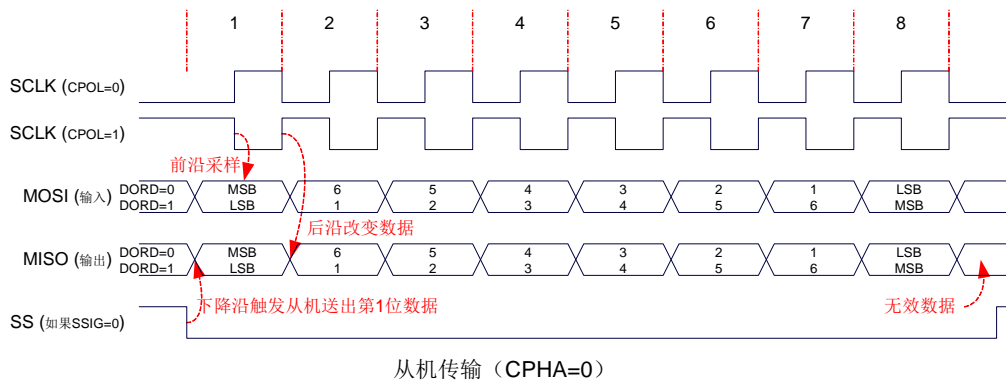 1 2 3 4 5 6 7 8
SCLK (CPOL=0)
SCLK (CPOL=1)
前沿采样
MOSI (输入) DORD=0 MSB 6 5 4 3 2 1 LSB
DORD=1 LSB 1 2 3 4 5 6 MSB
后沿改变数据
MISO (输出) DORD=0 MSB 6 5 4 3 2 1 LSB
DORD=1 LSB 1 2 3 4 5 6 MSB
下降沿触发从机送出第1位数据
无效数据
SS (如果SSIG=0)
从机传输（CPHA=0）